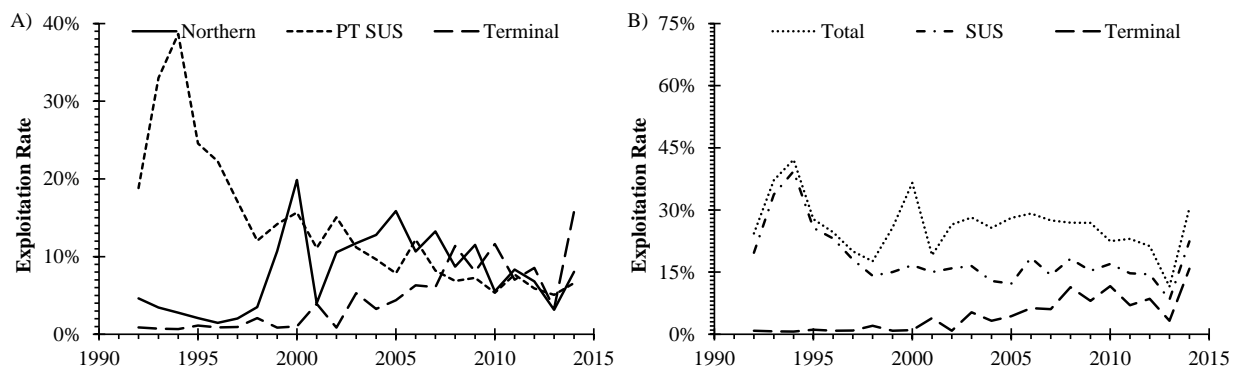 A)
Northern PT SUS Terminal
40%
30%
20%
10%
0%
Exploitation Rate
1990 1995 2000 2005 2010 2015
B)
Total SUS Terminal
75%
60%
45%
30%
15%
0%
Exploitation Rate
1990 1995 2000 2005 2010 2015